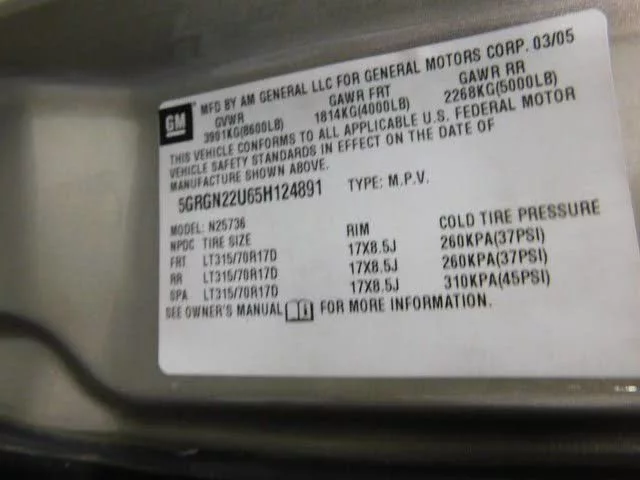 GM
MFD BY AM GENERAL LLC FOR GENERAL MOTORS CORP. 03/05
GVWR GAWR FRT GAWR RR
3901KG(8600LB) 1814KG(4000LB) 2268KG(5000LB)
THIS VEHICLE CONFORMS TO ALL APPLICABLE U.S. FEDERAL MOTOR
VEHICLE SAFETY STANDARDS IN EFFECT ON THE DATE OF
MANUFACTURE SHOWN ABOVE.
5GRGN22U65H124891 TYPE: M.P.V.
MODEL: N25736
NPDC TIRE SIZE RIM COLD TIRE PRESSURE
FRT LT315/70R17D 17X8.5J 260KPA(37PSI)
RR LT315/70R17D 17X8.5J 260KPA(37PSI)
SPA LT315/70R17D 17X8.5J 310KPA(45PSI)
SEE OWNER'S MANUAL FOR MORE INFORMATION.